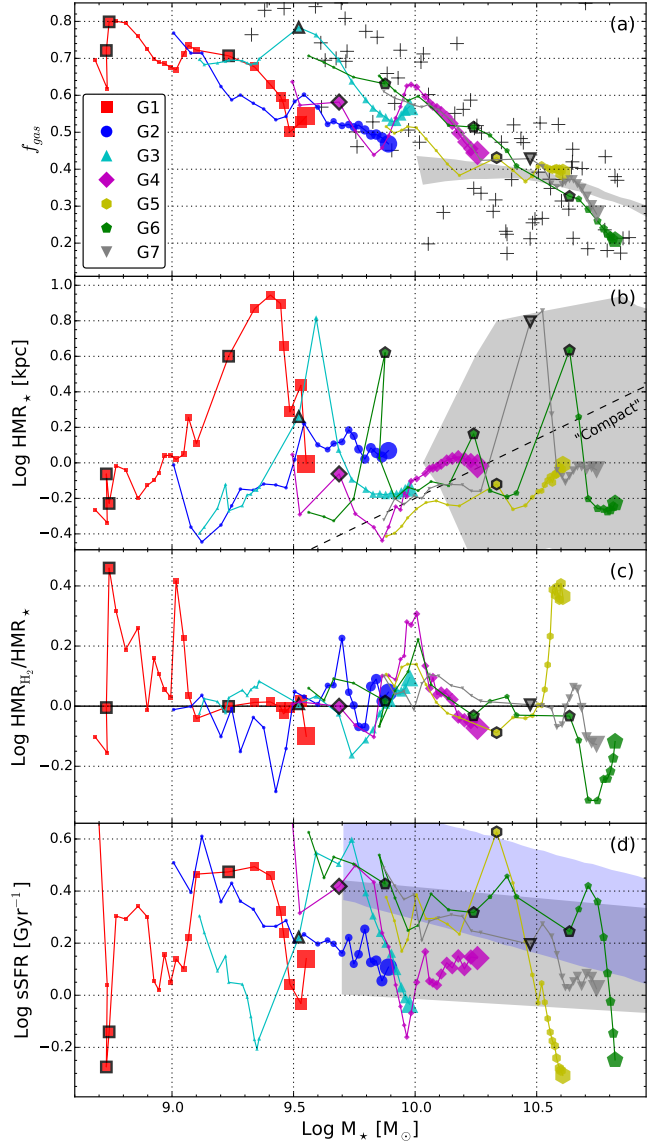 (a)
0.8
0.7
0.6
0.5
0.4
0.3
0.2
f_gas
G1
G2
G3
G4
G5
G6
G7
(b)
1.0
0.8
0.6
0.4
0.2
0.0
−0.2
−0.4
Log HMR⋆ [kpc]
"Compact"
(c)
0.4
0.2
0.0
−0.2
Log HMR_H₂/HMR⋆
(d)
0.6
0.4
0.2
0.0
−0.2
Log sSFR [Gyr⁻¹]
9.0
9.5
10.0
10.5
Log M⋆ [M⊙]